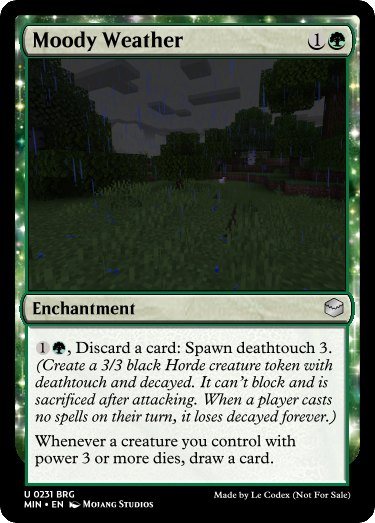 Moody Weather 1
Enchantment
1, Discard a card: Spawn deathtouch 3.
(Create a 3/3 black Horde creature token with
deathtouch and decayed. It can't block and is
sacrificed after attacking. When a player casts
no spells on their turn, it loses decayed forever.)
Whenever a creature you control with
power 3 or more dies, draw a card.
U 0231 BRG
MIN • EN Mojang Studios
Made by Le Codex (Not For Sale)